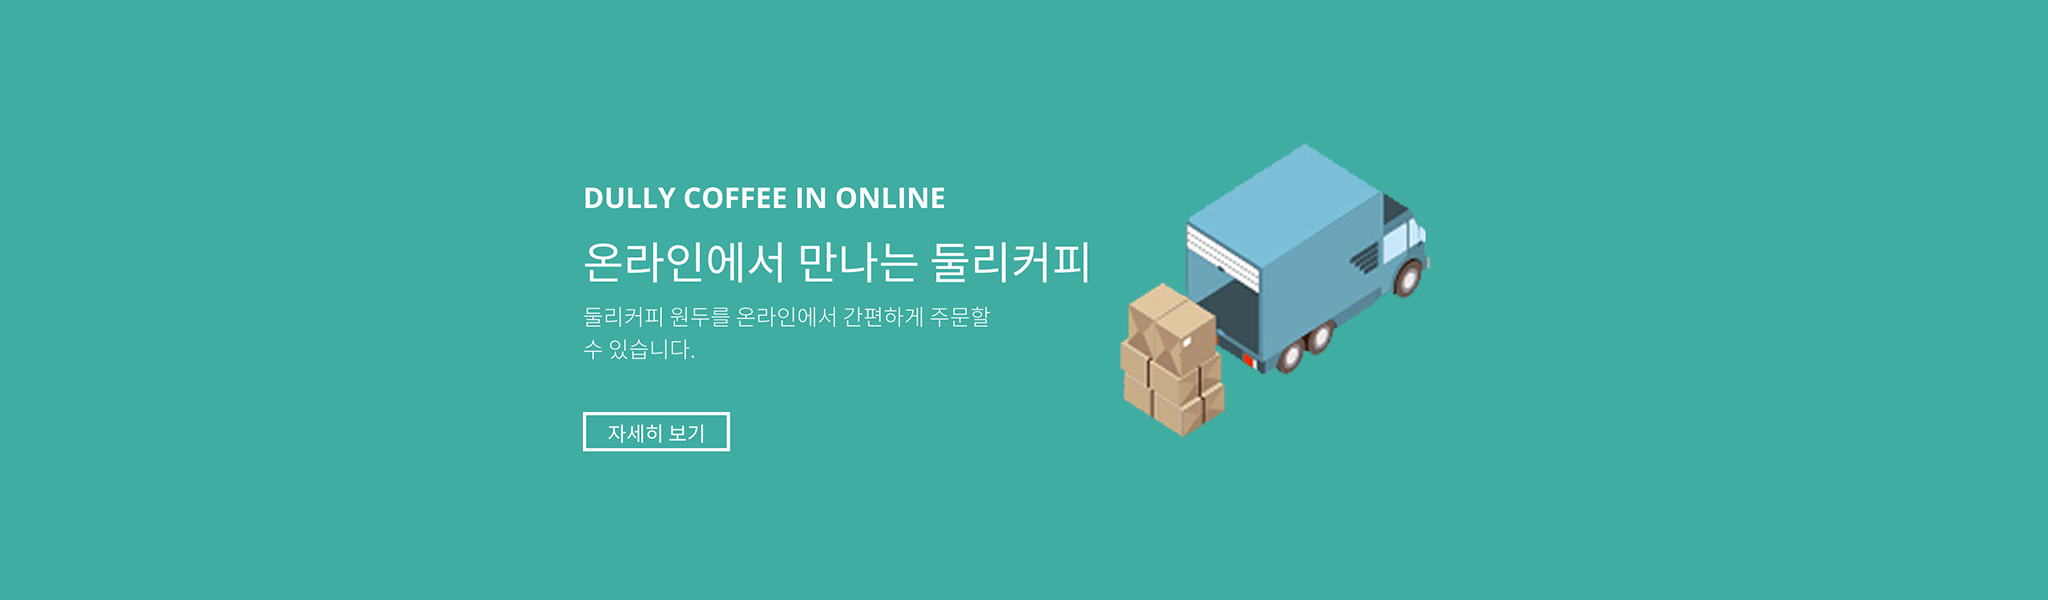 DULLY COFFEE IN ONLINE
온라인에서 만나는 둘리커피
둘리커피 원두를 온라인에서 간편하게 주문할
수 있습니다.
자세히 보기